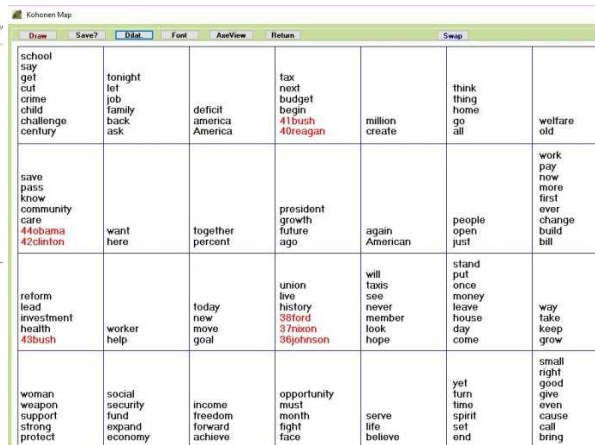 Kohonen Map
Draw Save? Dilat. Font AxeView Return Swap
school
say
get
cut
crime
child
challenge
century
tonight
let
job
family
back
ask
deficit
america
America
tax
next
budget
begin
41bush
40reagan
million
create
think
thing
home
go
all
welfare
old
save
pass
know
community
care
44obama
42clinton
want
here
together
percent
president
growth
future
ago
again
American
people
open
just
work
pay
now
more
first
ever
change
build
bill
reform
lead
investment
health
43bush
worker
help
today
new
move
goal
union
live
history
38ford
37nixon
36johnson
will
taxis
see
never
member
look
hope
stand
put
once
money
leave
house
day
come
way
take
keep
grow
woman
weapon
support
strong
protect
social
security
fund
expand
economy
income
freedom
forward
achieve
opportunity
must
month
fight
face
serve
life
believe
yet
turn
time
spirit
set
end
small
right
good
give
even
cause
call
bring